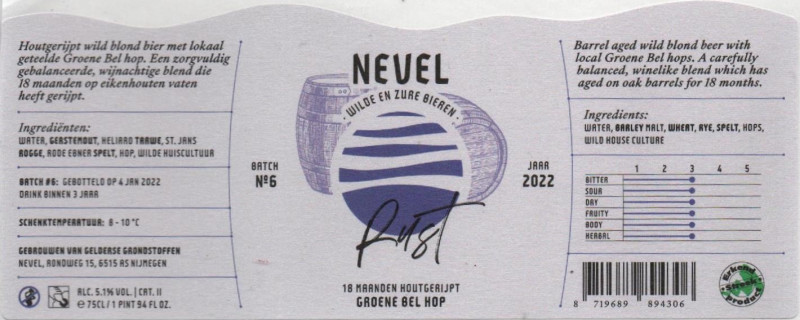 Houtgerijpt wild blond bier met lokaal
geteelde Groene Bel hop. Een zorgvuldig
gebalanceerde, wijnachtige blend die
18 maanden op eikenhouten vaten
heeft gerijpt.
Ingrediënten:
WATER, GERSTEMOUT, HELIARO TARWE, ST. JANS
ROGGE, RODE EBNER SPELT, HOP, WILDE HUISCULTUUR
BATCH #6: GEBOTTELD OP 4 JAN 2022
DRINK BINNEN 3 JAAR
SCHENKTEMPERATUUR: 8 - 10 °C
GEBROUWEN VAN GELDERSE GRONDSTOFFEN
NEVEL, RONDWEG 15, 6515 AS NIJMEGEN
ALC. 5.1% VOL. | CAT. II
e 75CL / 1 PINT 94 FL OZ.
NEVEL
· WILDE EN ZURE BIEREN ·
BATCH
Nº6
JAAR
2022
Rust
18 MAANDEN HOUTGERIJPT
GROENE BEL HOP
Barrel aged wild blond beer with
local Groene Bel hops. A carefully
balanced, winelike blend which has
aged on oak barrels for 18 months.
Ingredients:
WATER, BARLEY MALT, WHEAT, RYE, SPELT, HOPS,
WILD HOUSE CULTURE
1 2 3 4 5
BITTER
SOUR
DRY
FRUITY
BODY
HERBAL
8 719689 894306
Erkend
Streek
product